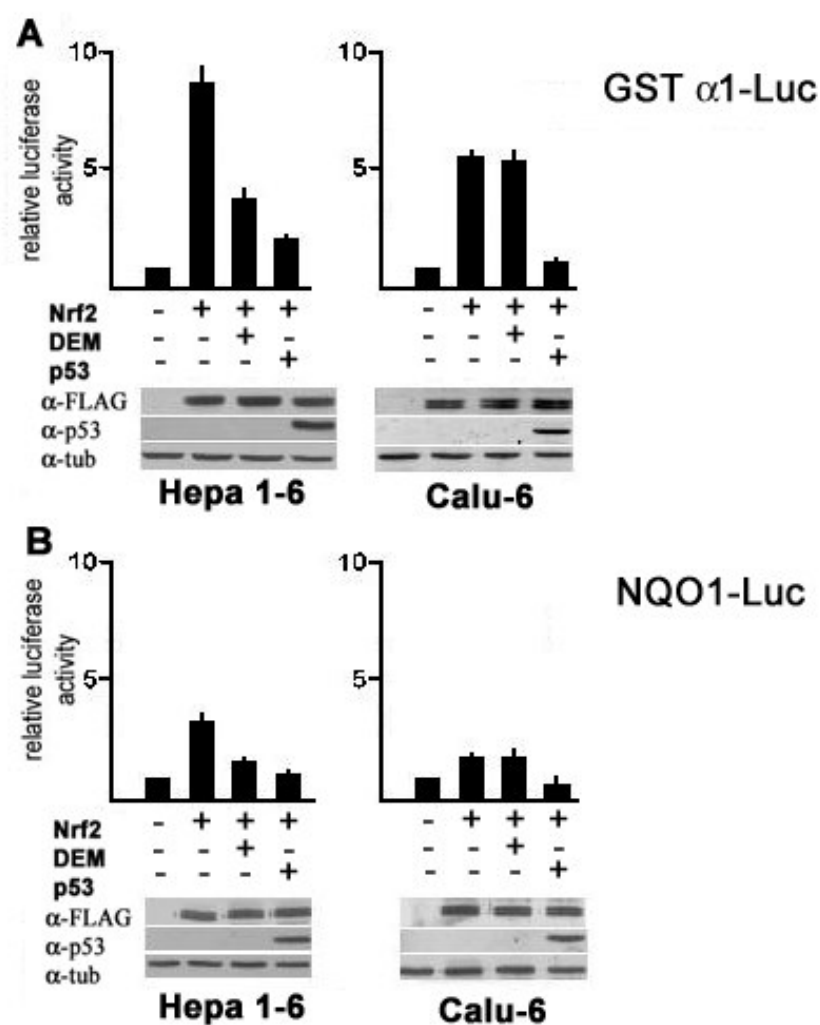 A
relative luciferase
activity
10
5
10
5
GST α1-Luc
Nrf2 - + + + - + + +
DEM - - + - - - + -
p53 - - - + - - - +
α-FLAG
α-p53
α-tub
Hepa 1-6 Calu-6
B
relative luciferase
activity
10
5
10
5
NQO1-Luc
Nrf2 - + + + - + + +
DEM - - + - - - + -
p53 - - - + - - - +
α-FLAG
α-p53
α-tub
Hepa 1-6 Calu-6